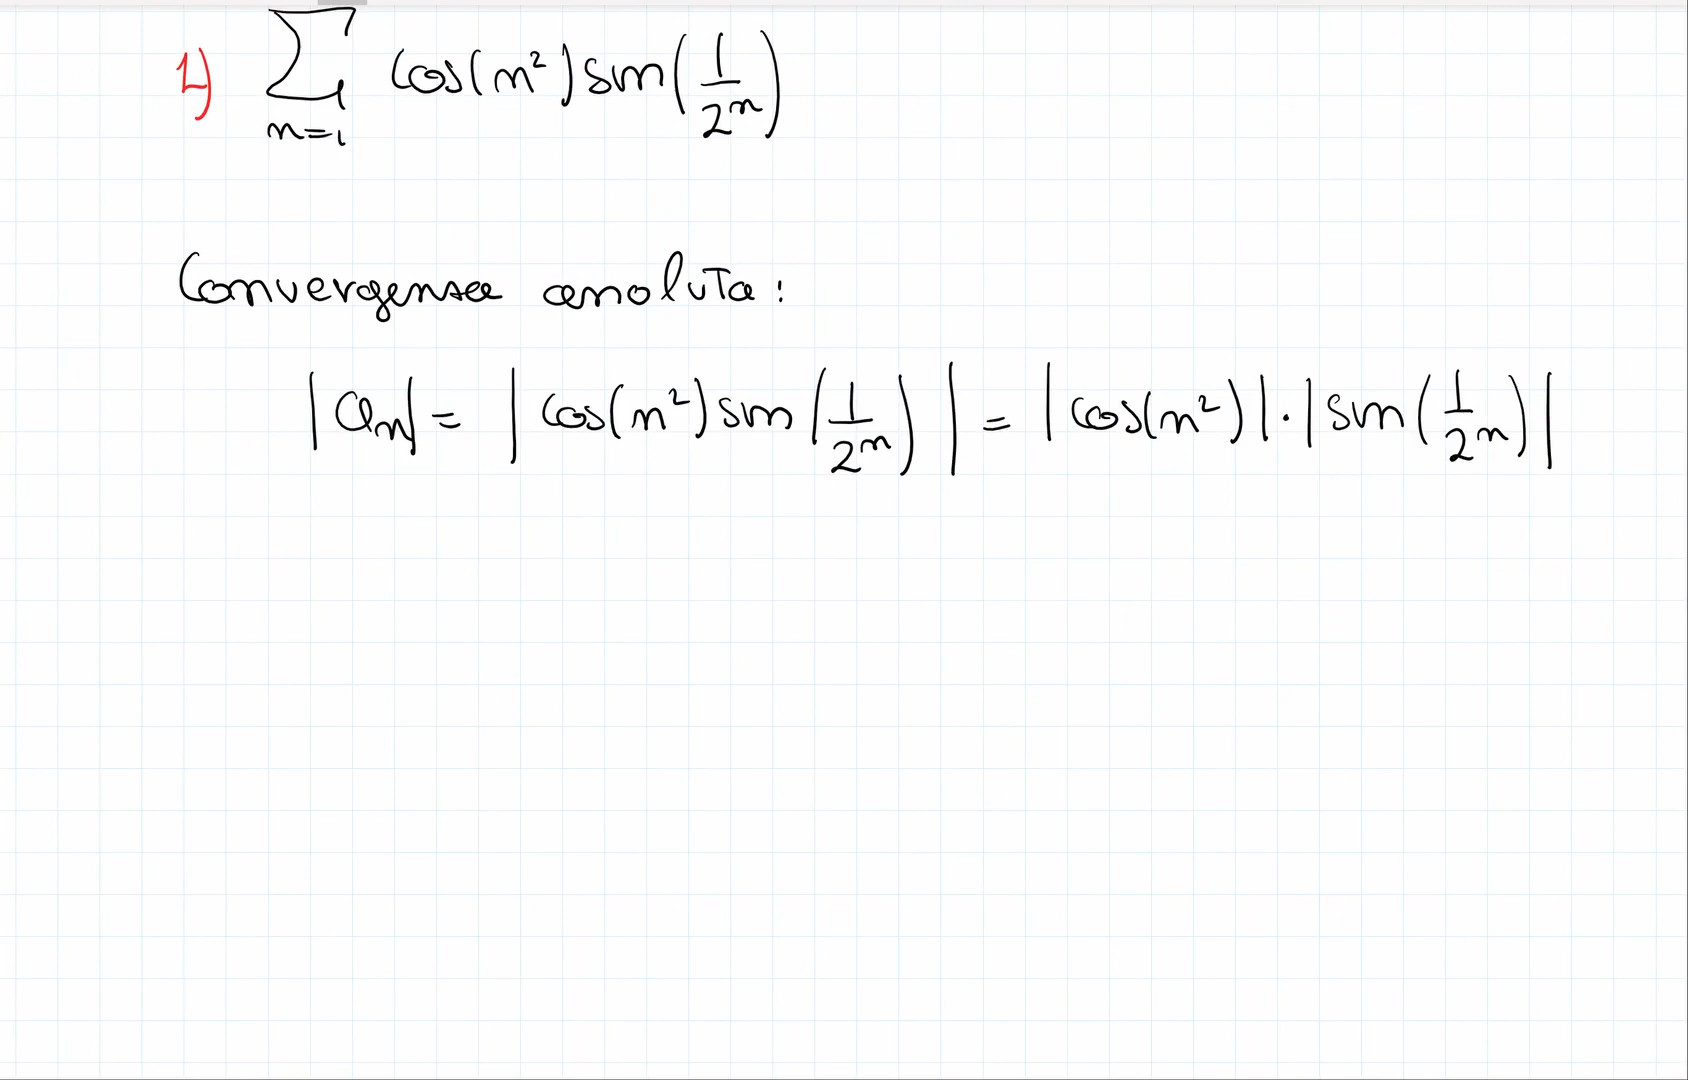 1) ∑ cos(n²) sin(1/2ⁿ)
n=1
Convergenza assoluta:
|aₙ| = |cos(n²) sin(1/2ⁿ)| = |cos(n²)|·|sin(1/2ⁿ)|